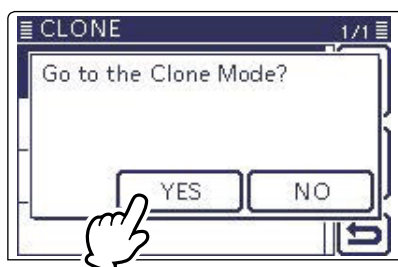 CLONE 1/1
Go to the Clone Mode?
YES NO